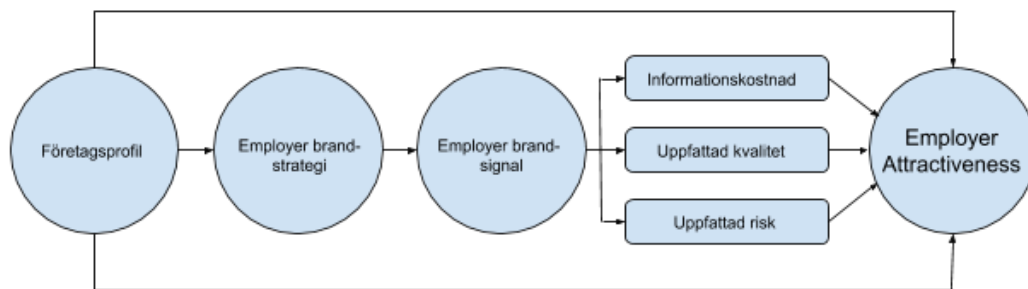 Företagsprofil
Employer brand-
strategi
Employer brand-
signal
Informationskostnad
Uppfattad kvalitet
Uppfattad risk
Employer
Attractiveness